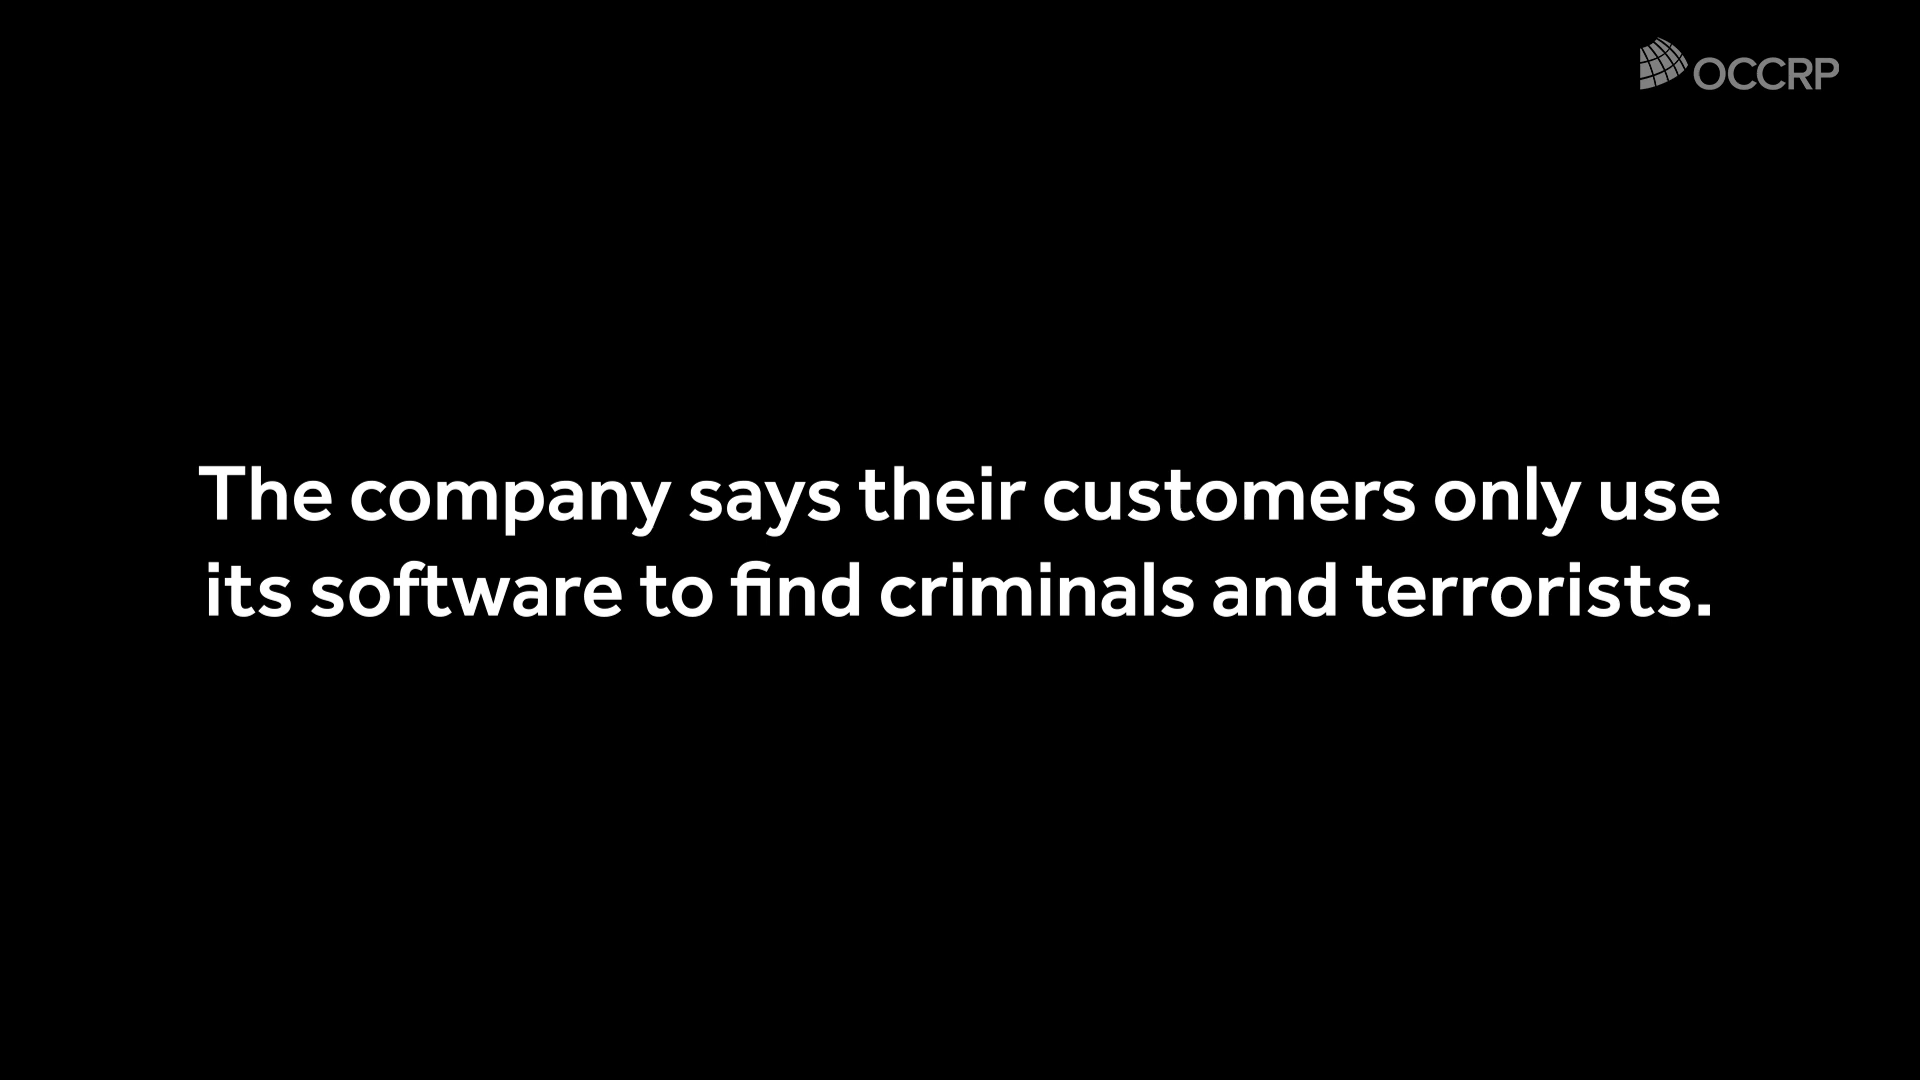 OCCRP
The company says their customers only use
its software to find criminals and terrorists.